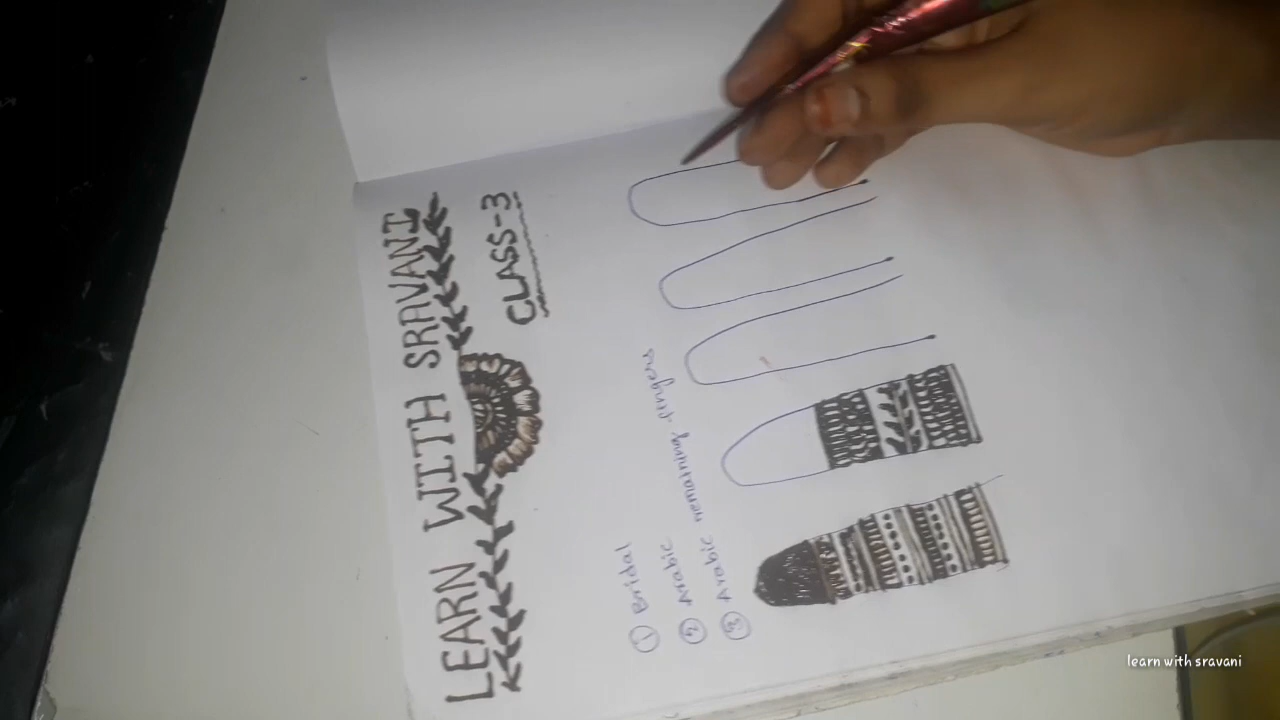 LEARN WITH SRAVANI
CLASS-3
① Bridal
② Arabic
③ Arabic remaining fingers
learn with sravani